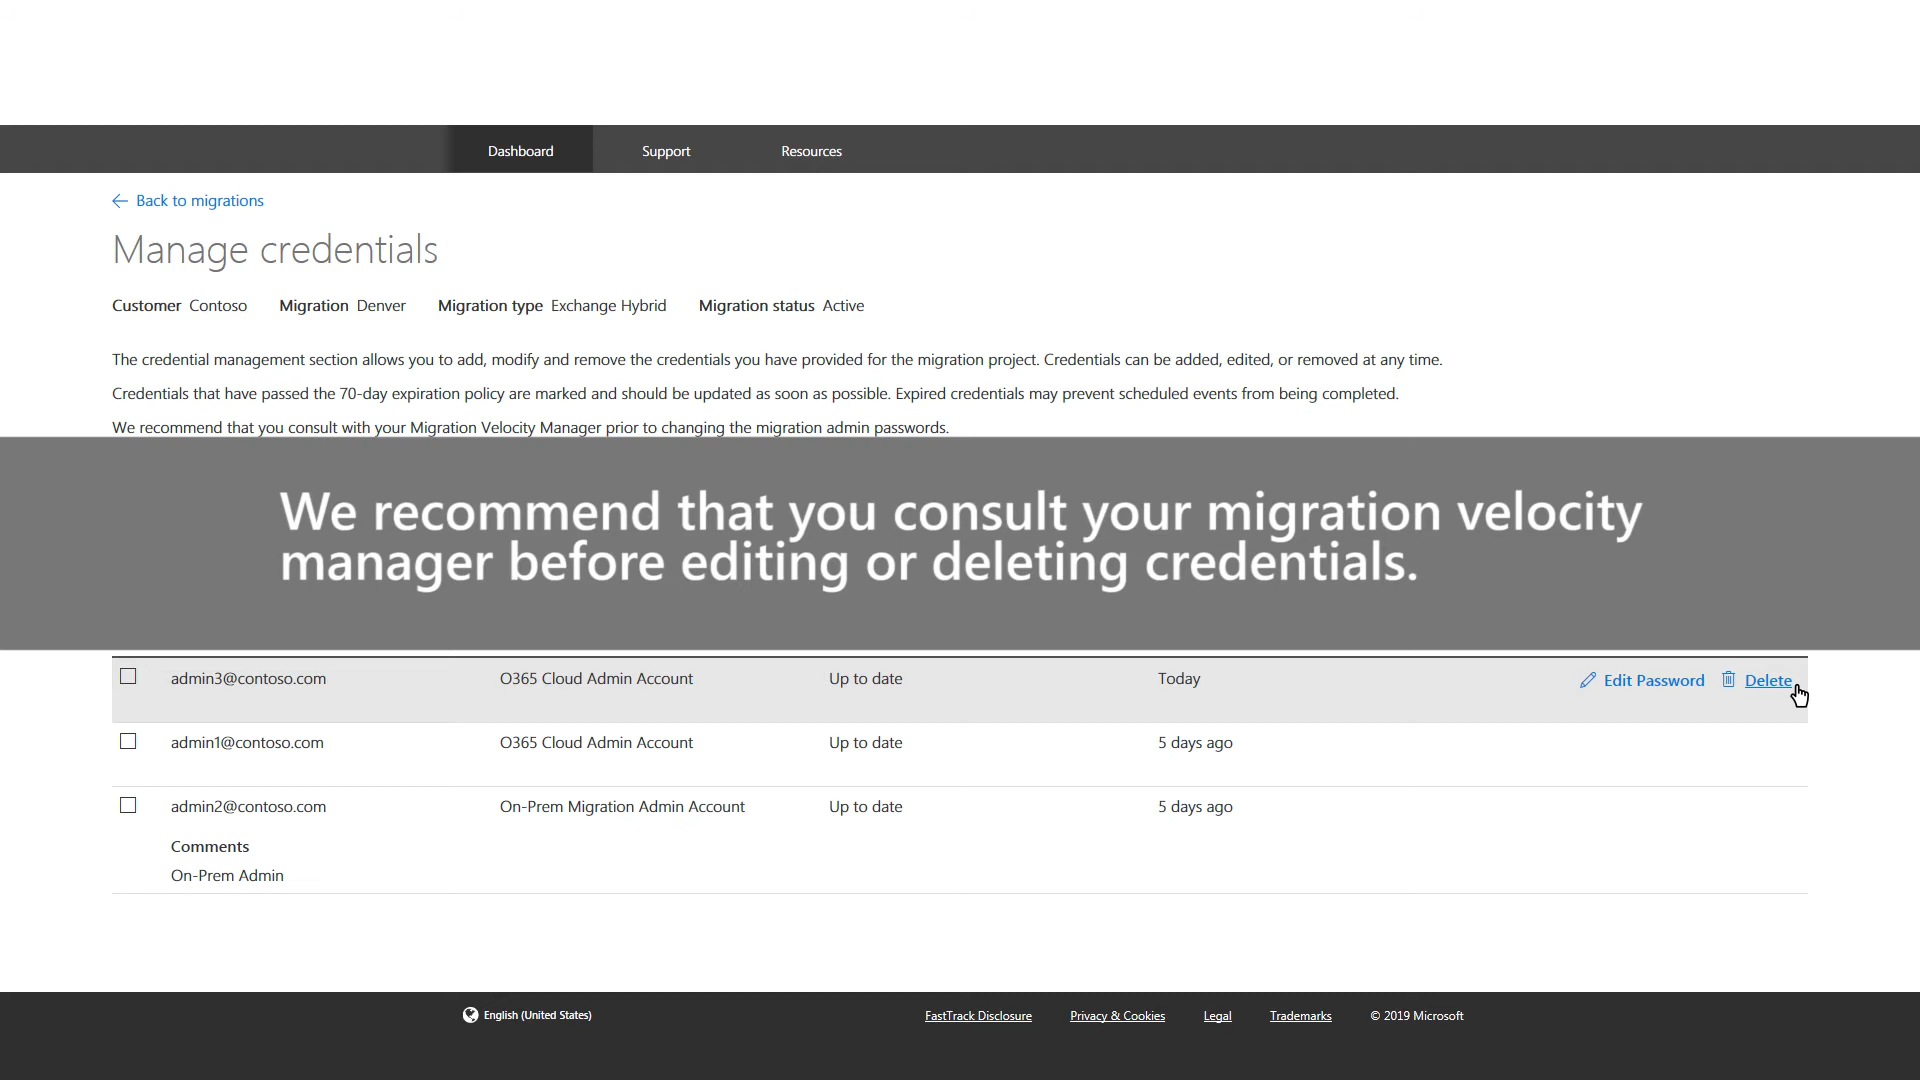 Dashboard Support Resources
Back to migrations
Manage credentials
Customer Contoso Migration Denver Migration type Exchange Hybrid Migration status Active
The credential management section allows you to add, modify and remove the credentials you have provided for the migration project. Credentials can be added, edited, or removed at any time.
Credentials that have passed the 70-day expiration policy are marked and should be updated as soon as possible. Expired credentials may prevent scheduled events from being completed.
We recommend that you consult with your Migration Velocity Manager prior to changing the migration admin passwords.
We recommend that you consult your migration velocity
manager before editing or deleting credentials.
admin3@contoso.com O365 Cloud Admin Account Up to date Today Edit Password Delete
admin1@contoso.com O365 Cloud Admin Account Up to date 5 days ago
admin2@contoso.com On-Prem Migration Admin Account Up to date 5 days ago
Comments
On-Prem Admin
English (United States) FastTrack Disclosure Privacy & Cookies Legal Trademarks © 2019 Microsoft